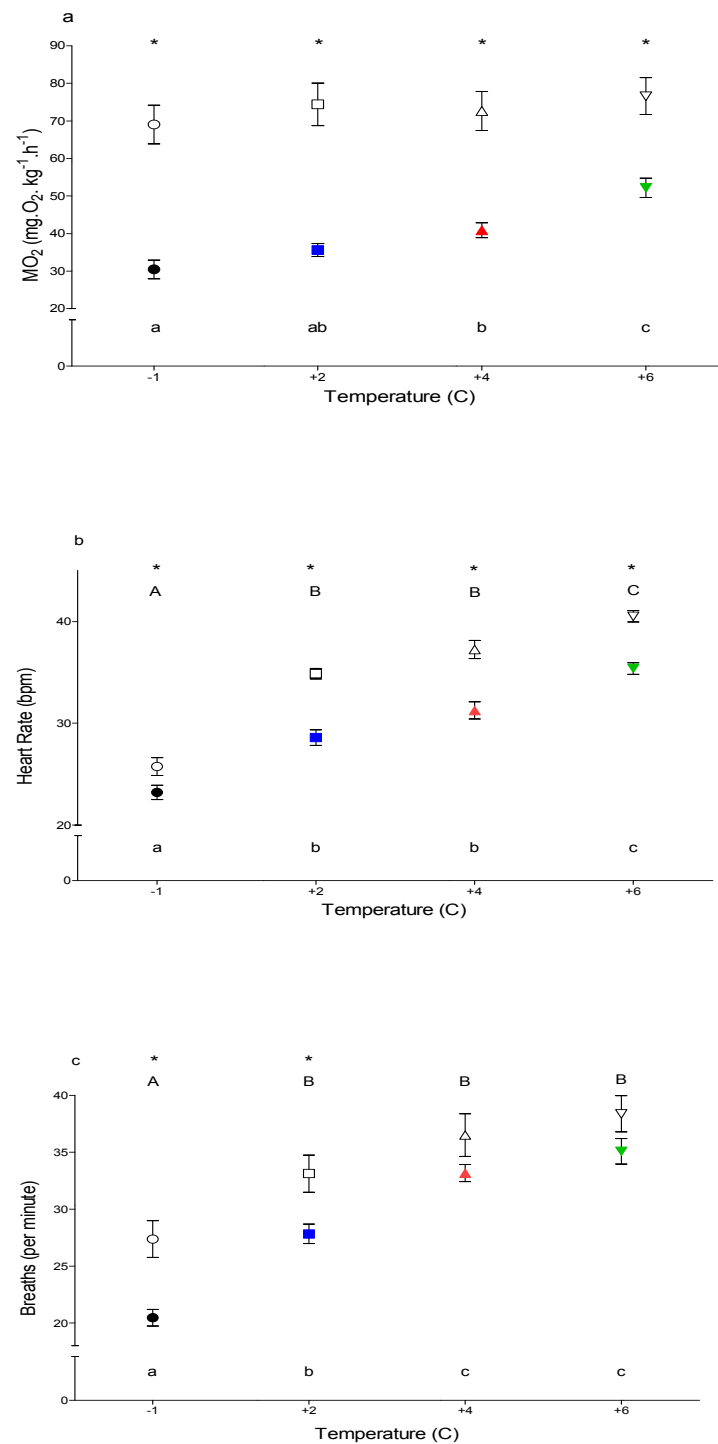 a
* * * *
90
80
70
60
50
40
30
20
0
MO₂ (mg.O₂. kg⁻¹.h⁻¹)
a ab b c
-1 +2 +4 +6
Temperature (C)
b
* * * *
A B B C
40
30
20
0
Heart Rate (bpm)
a b b c
-1 +2 +4 +6
Temperature (C)
c
* *
A B B B
40
35
30
25
20
0
Breaths (per minute)
a b c c
-1 +2 +4 +6
Temperature (C)